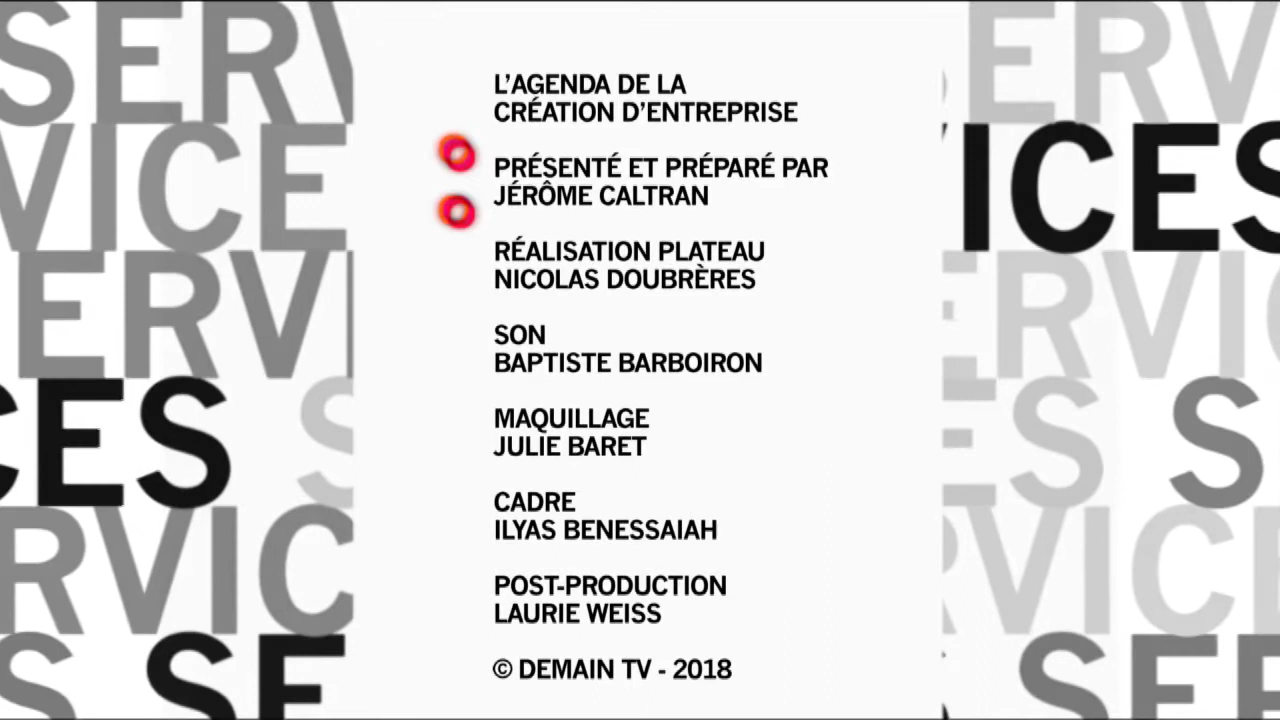 L'AGENDA DE LA
CRÉATION D'ENTREPRISE
PRÉSENTÉ ET PRÉPARÉ PAR
JÉRÔME CALTRAN
RÉALISATION PLATEAU
NICOLAS DOUBRÈRES
SON
BAPTISTE BARBOIRON
MAQUILLAGE
JULIE BARET
CADRE
ILYAS BENESSAIAH
POST-PRODUCTION
LAURIE WEISS
© DEMAIN TV - 2018